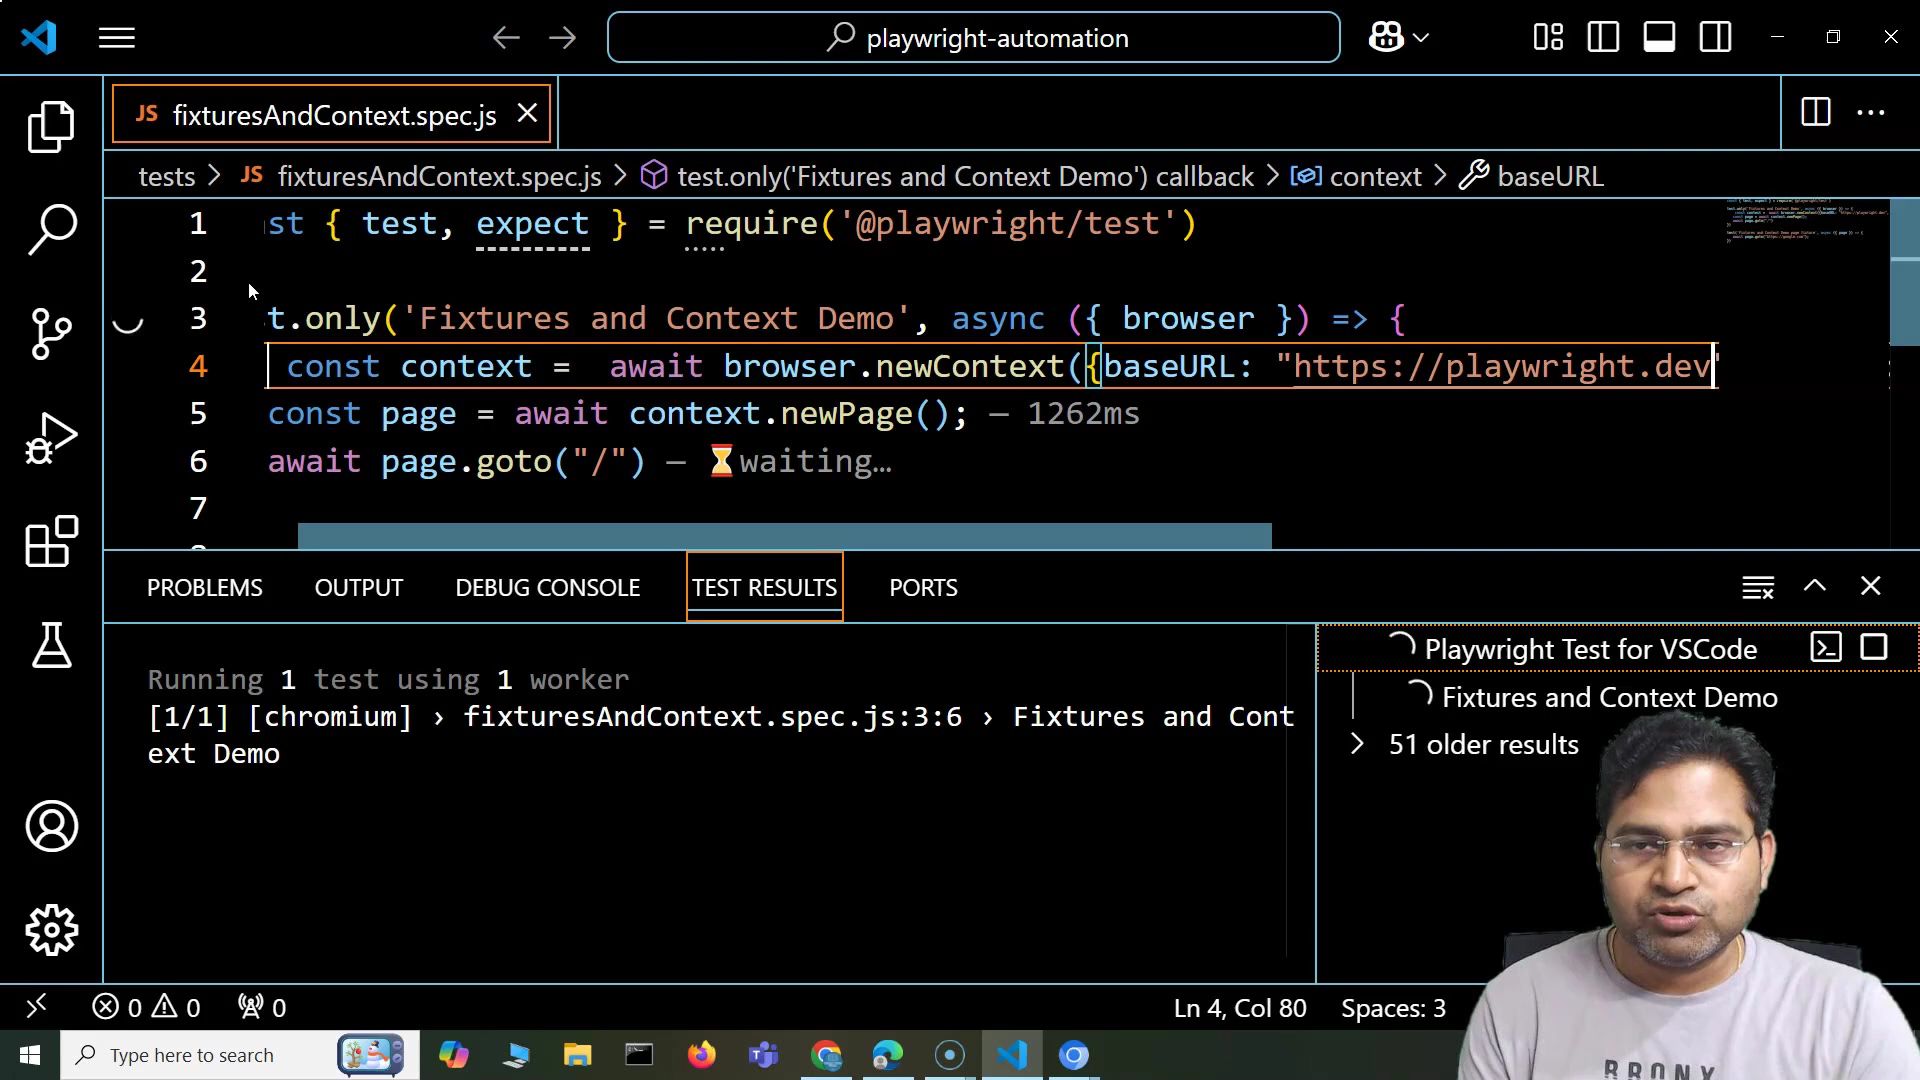 playwright-automation
JS fixturesAndContext.spec.js
tests > JS fixturesAndContext.spec.js > test.only('Fixtures and Context Demo') callback > context > baseURL
1 st { test, expect } = require('@playwright/test')
2
3 t.only('Fixtures and Context Demo', async ({ browser }) => {
4 const context =  await browser.newContext({baseURL: "https://playwright.dev"
5 const page = await context.newPage(); — 1262ms
6 await page.goto("/") — ⏳waiting…
7
PROBLEMS OUTPUT DEBUG CONSOLE TEST RESULTS PORTS
Running 1 test using 1 worker
[1/1] [chromium] › fixturesAndContext.spec.js:3:6 › Fixtures and Cont
ext Demo
Playwright Test for VSCode
Fixtures and Context Demo
51 older results
0 0 0
Ln 4, Col 80 Spaces: 3
Type here to search